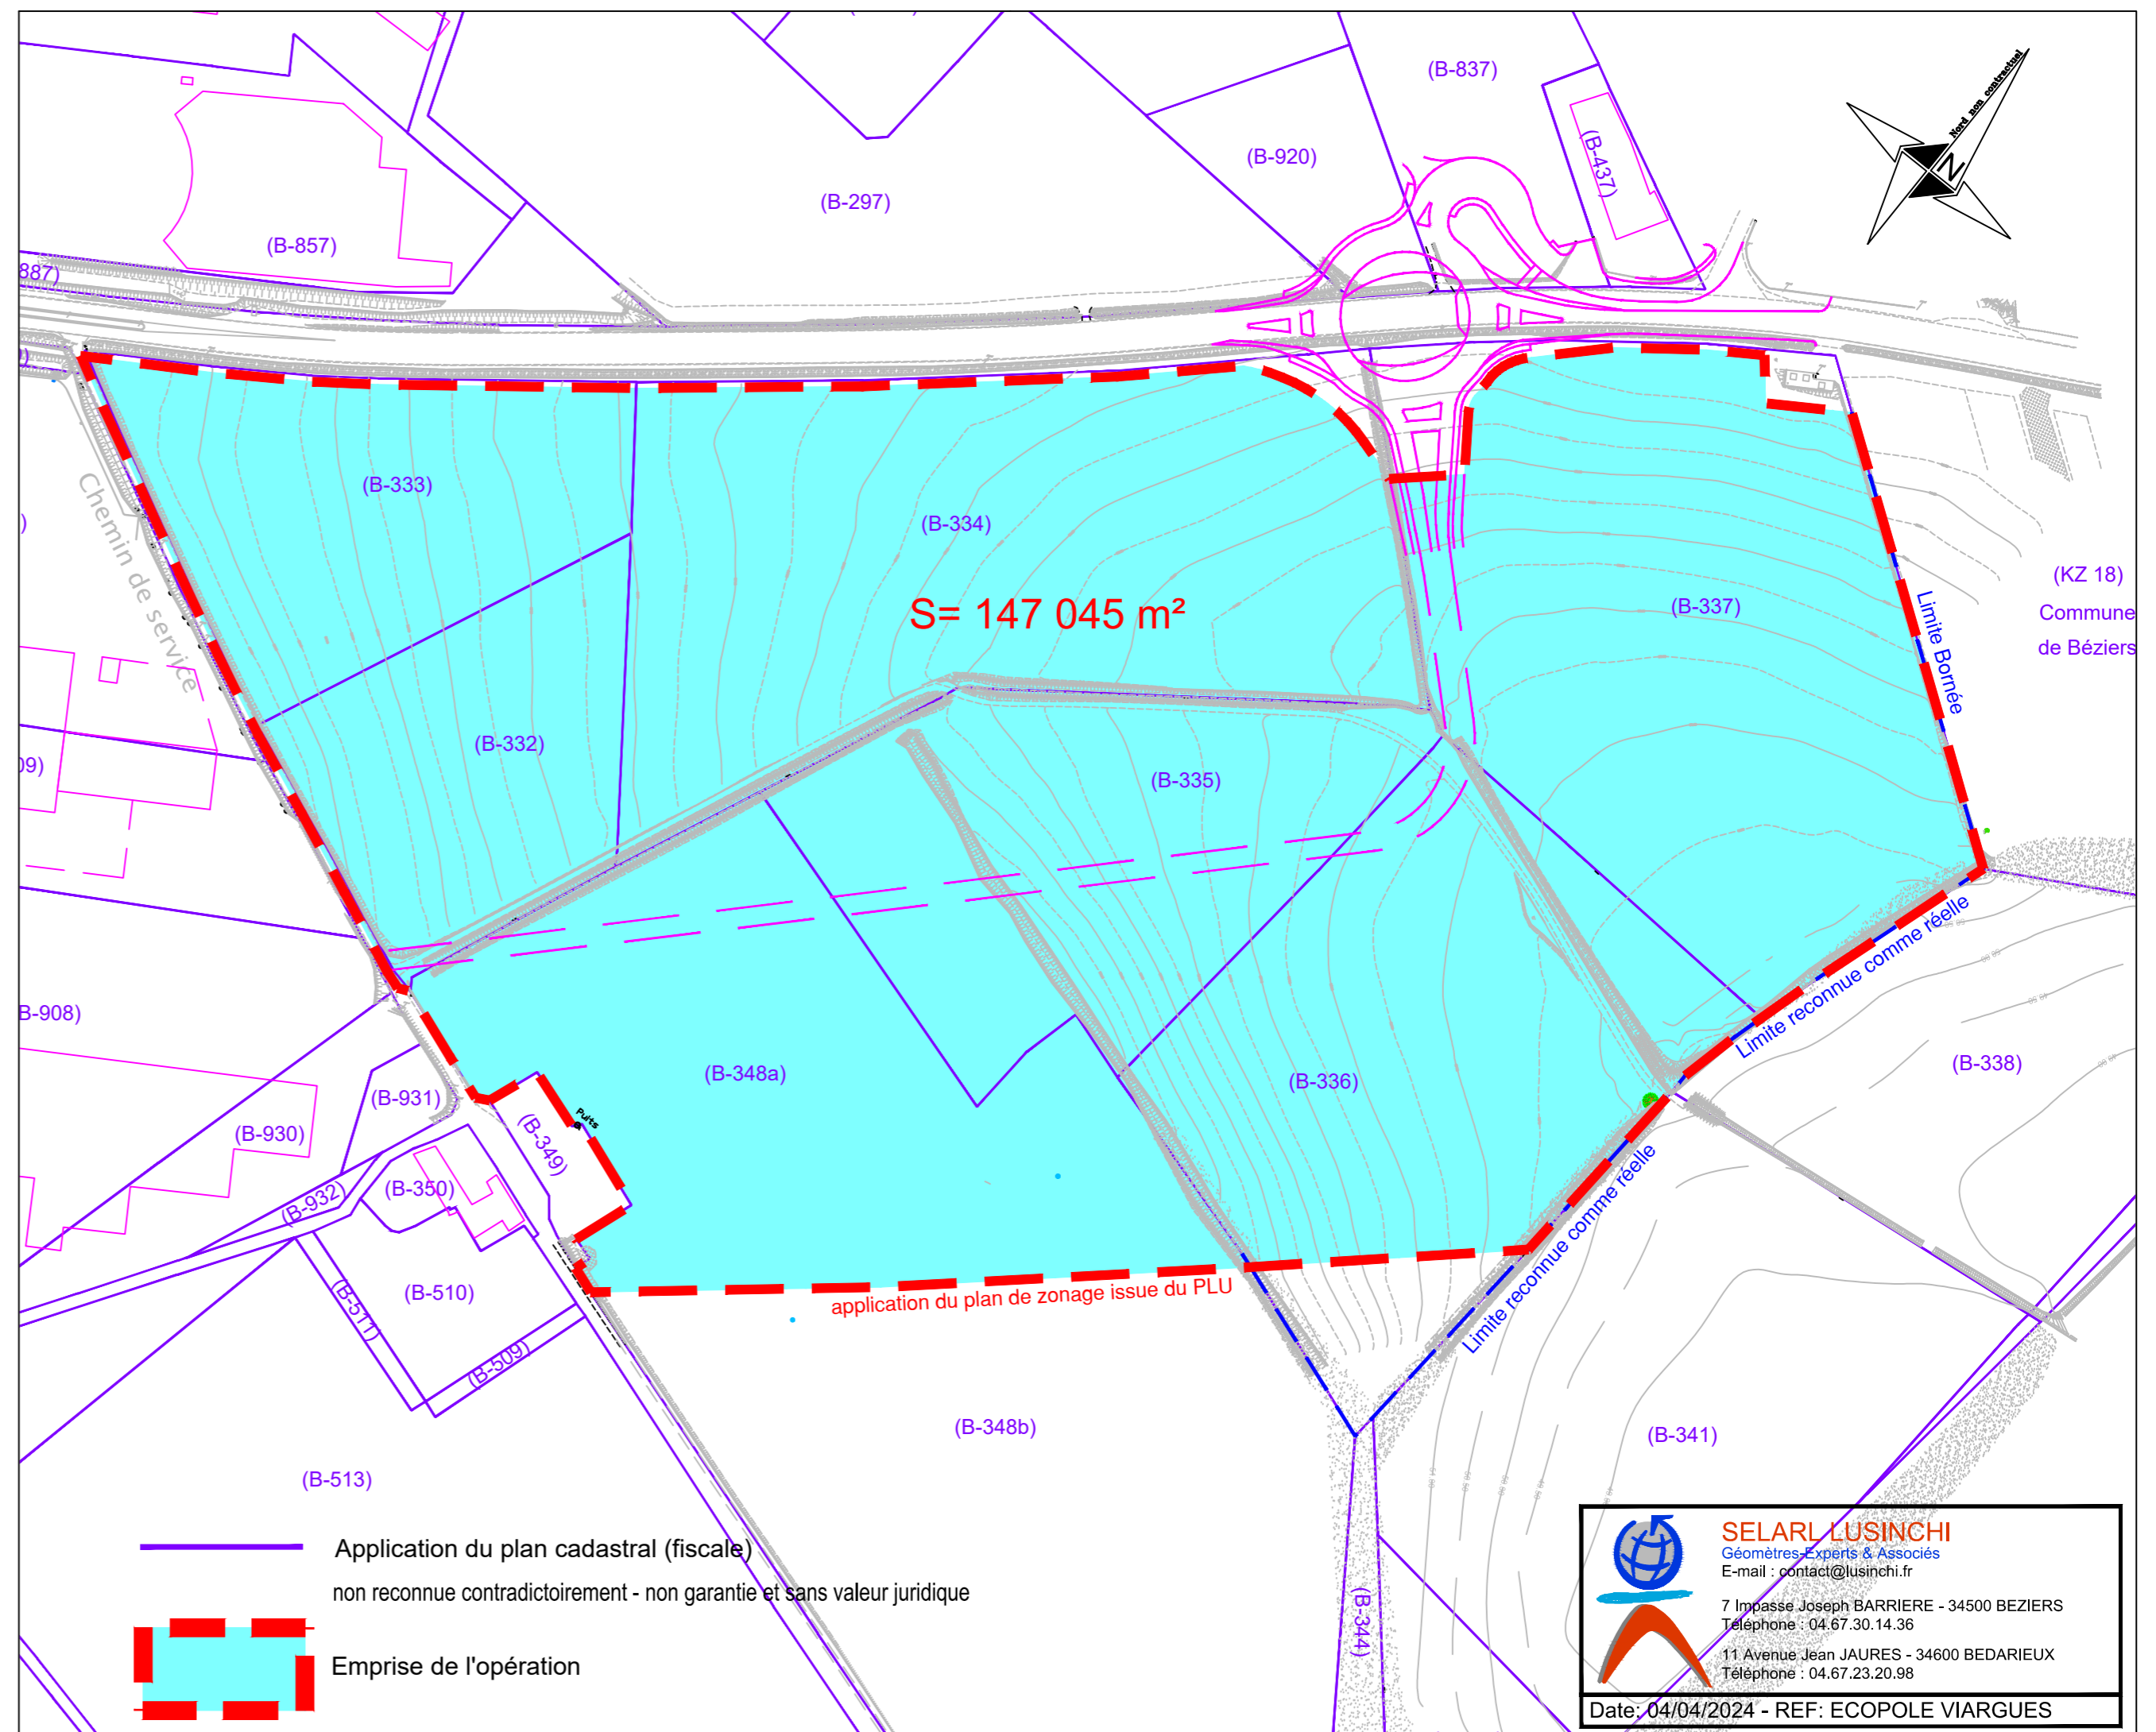 (B-837)
(B-920)
(B-437)
(B-297)
(B-857)
887)
Nord non contractuel
N
(B-333)
(B-334)
Chemin de service
S= 147 045 m²
(B-337)
(KZ 18)
Commune
de Béziers
Limite Bornée
(B-332)
(B-335)
09)
Limite reconnue comme réelle
B-908)
(B-348a)
(B-336)
(B-338)
(B-931)
(B-930)
Puits
(B-349)
(B-350)
(B-932)
Limite reconnue comme réelle
(B-510)
(B-511)
(B-509)
application du plan de zonage issue du PLU
(B-348b)
(B-341)
(B-513)
(B-344)
Application du plan cadastral (fiscale)
non reconnue contradictoirement - non garantie et sans valeur juridique
Emprise de l'opération
SELARL LUSINCHI
Géomètres-Experts & Associés
E-mail : contact@lusinchi.fr
7 Impasse Joseph BARRIERE - 34500 BEZIERS
Téléphone : 04.67.30.14.36
11 Avenue Jean JAURES - 34600 BEDARIEUX
Téléphone : 04.67.23.20.98
Date: 04/04/2024 - REF: ECOPOLE VIARGUES